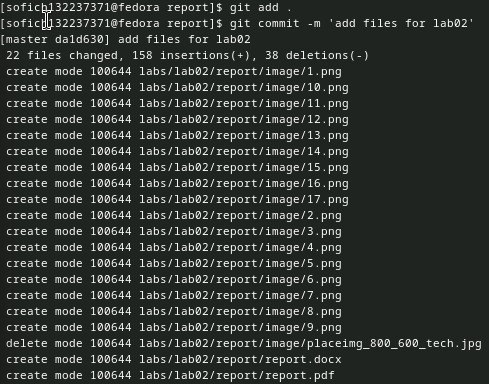 [sofich132237371@fedora report]$ git add .
[sofich132237371@fedora report]$ git commit -m 'add files for lab02'
[master da1d630] add files for lab02
 22 files changed, 158 insertions(+), 38 deletions(-)
 create mode 100644 labs/lab02/report/image/1.png
 create mode 100644 labs/lab02/report/image/10.png
 create mode 100644 labs/lab02/report/image/11.png
 create mode 100644 labs/lab02/report/image/12.png
 create mode 100644 labs/lab02/report/image/13.png
 create mode 100644 labs/lab02/report/image/14.png
 create mode 100644 labs/lab02/report/image/15.png
 create mode 100644 labs/lab02/report/image/16.png
 create mode 100644 labs/lab02/report/image/17.png
 create mode 100644 labs/lab02/report/image/2.png
 create mode 100644 labs/lab02/report/image/3.png
 create mode 100644 labs/lab02/report/image/4.png
 create mode 100644 labs/lab02/report/image/5.png
 create mode 100644 labs/lab02/report/image/6.png
 create mode 100644 labs/lab02/report/image/7.png
 create mode 100644 labs/lab02/report/image/8.png
 create mode 100644 labs/lab02/report/image/9.png
 delete mode 100644 labs/lab02/report/image/placeimg_800_600_tech.jpg
 create mode 100644 labs/lab02/report/report.docx
 create mode 100644 labs/lab02/report/report.pdf